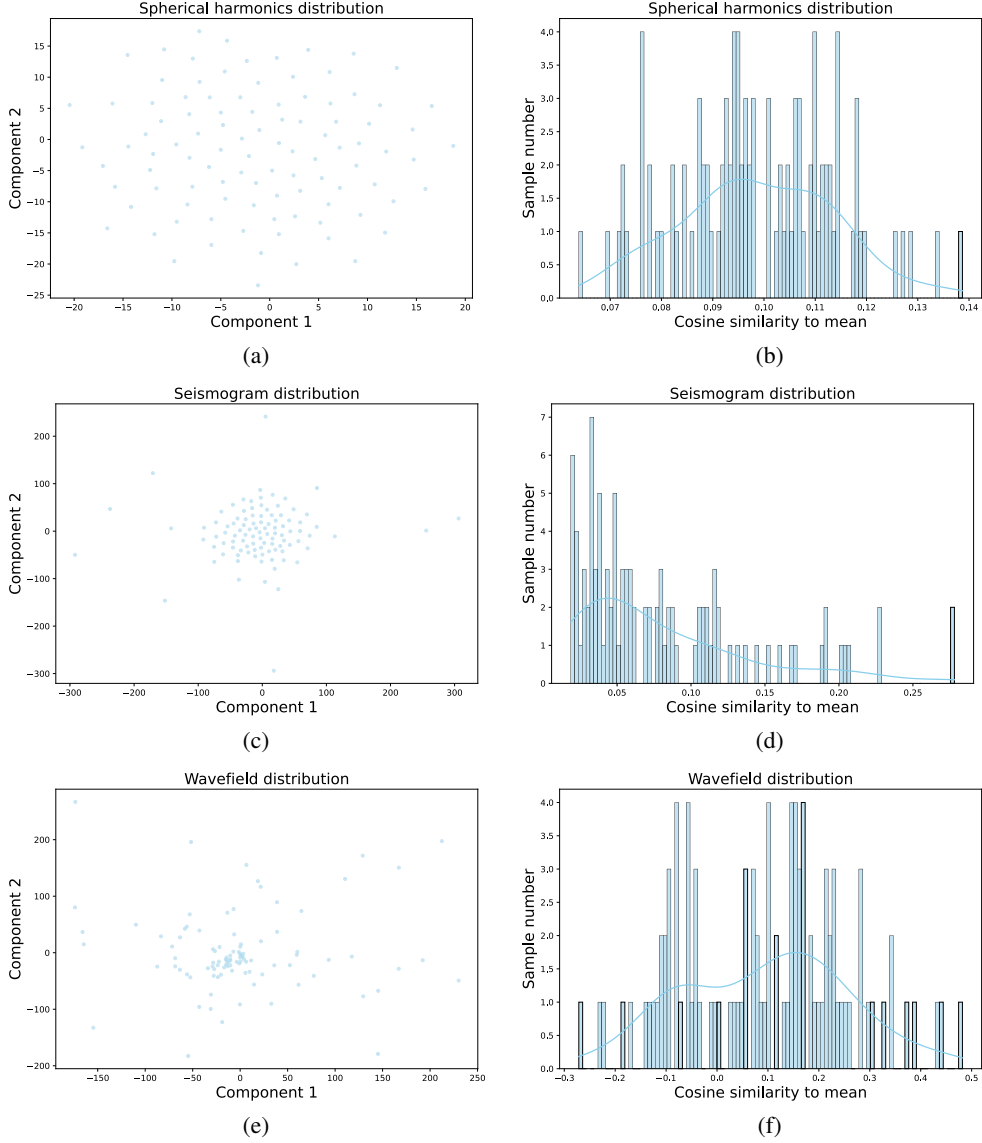 Spherical harmonics distribution
15
10
5
0
−5
−10
−15
−20
−25
Component 2
−20 −15 −10 −5 0 5 10 15 20
Component 1
(a)
Spherical harmonics distribution
4.0
3.5
3.0
2.5
2.0
1.5
1.0
0.5
0.0
Sample number
0.07 0.08 0.09 0.10 0.11 0.12 0.13 0.14
Cosine similarity to mean
(b)
Seismogram distribution
200
100
0
−100
−200
−300
Component 2
−300 −200 −100 0 100 200 300
Component 1
(c)
Seismogram distribution
7
6
5
4
3
2
1
0
Sample number
0.05 0.10 0.15 0.20 0.25
Cosine similarity to mean
(d)
Wavefield distribution
200
100
0
−100
−200
Component 2
−150 −100 −50 0 50 100 150 200 250
Component 1
(e)
Wavefield distribution
4.0
3.5
3.0
2.5
2.0
1.5
1.0
0.5
0.0
Sample number
−0.3 −0.2 −0.1 0.0 0.1 0.2 0.3 0.4 0.5
Cosine similarity to mean
(f)